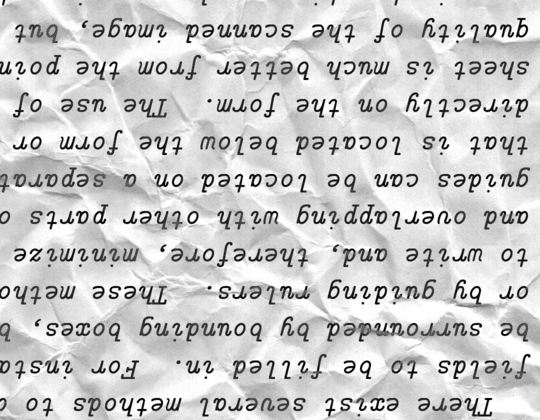 There exist several methods to
fields to be filled in. For insta
be surrounded by bounding boxes, b
or by guiding rulers. These metho
to write and, therefore, minimize
and overlapping with other parts o
guides can be located on a separat
that is located below the form or
directly on the form. The use of
sheet is much better from the poin
quality of the scanned image, but